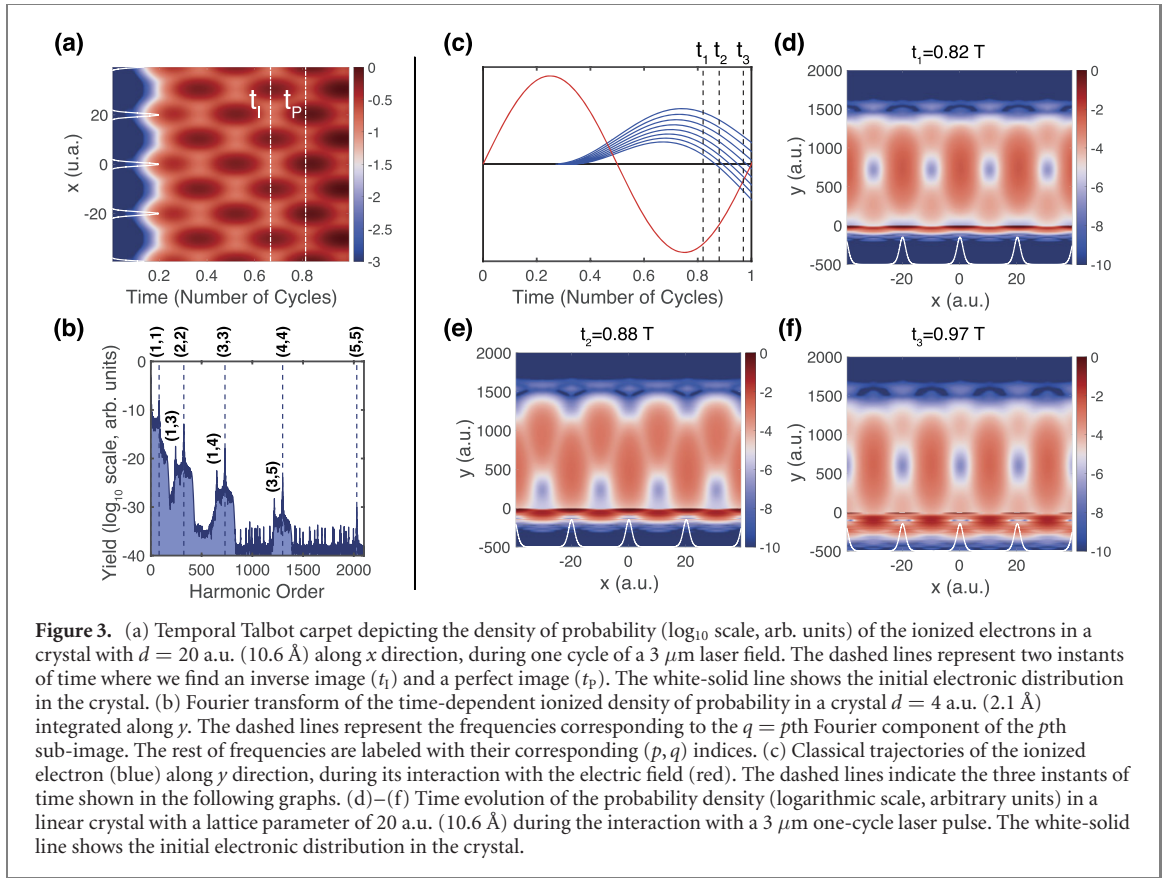 (a)
0
-0.5
-1
-1.5
-2
-2.5
-3
20
0
-20
x (u.a.)
t_I
t_P
0.2 0.4 0.6 0.8
Time (Number of Cycles)
(b)
(1,1)
(2,2)
(3,3)
(4,4)
(5,5)
(1,3)
(1,4)
(3,5)
0
-10
-20
-30
-40
Yield (log₁₀ scale, arb. units)
0 500 1000 1500 2000
Harmonic Order
(c)
t₁ t₂ t₃
0 0.2 0.4 0.6 0.8 1
Time (Number of Cycles)
(d)
t₁=0.82 T
2000
1500
1000
500
0
-500
y (a.u.)
-20 0 20
x (a.u.)
0
-2
-4
-6
-8
-10
(e)
t₂=0.88 T
2000
1500
1000
500
0
-500
y (a.u.)
-20 0 20
x (a.u.)
0
-2
-4
-6
-8
-10
(f)
t₃=0.97 T
2000
1500
1000
500
0
-500
y (a.u.)
-20 0 20
x (a.u.)
0
-2
-4
-6
-8
-10
Figure 3. (a) Temporal Talbot carpet depicting the density of probability (log₁₀ scale, arb. units) of the ionized electrons in a
crystal with d = 20 a.u. (10.6 Å) along x direction, during one cycle of a 3 μm laser field. The dashed lines represent two instants
of time where we find an inverse image (t_I) and a perfect image (t_P). The white-solid line shows the initial electronic distribution
in the crystal. (b) Fourier transform of the time-dependent ionized density of probability in a crystal d = 4 a.u. (2.1 Å)
integrated along y. The dashed lines represent the frequencies corresponding to the q = pth Fourier component of the pth
sub-image. The rest of frequencies are labeled with their corresponding (p, q) indices. (c) Classical trajectories of the ionized
electron (blue) along y direction, during its interaction with the electric field (red). The dashed lines indicate the three instants of
time shown in the following graphs. (d)–(f) Time evolution of the probability density (logarithmic scale, arbitrary units) in a
linear crystal with a lattice parameter of 20 a.u. (10.6 Å) during the interaction with a 3 μm one-cycle laser pulse. The white-solid
line shows the initial electronic distribution in the crystal.